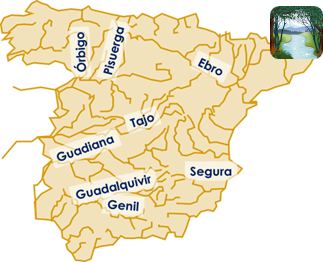 Órbigo
Pisuerga
Ebro
Tajo
Guadiana
Segura
Guadalquivir
Genil